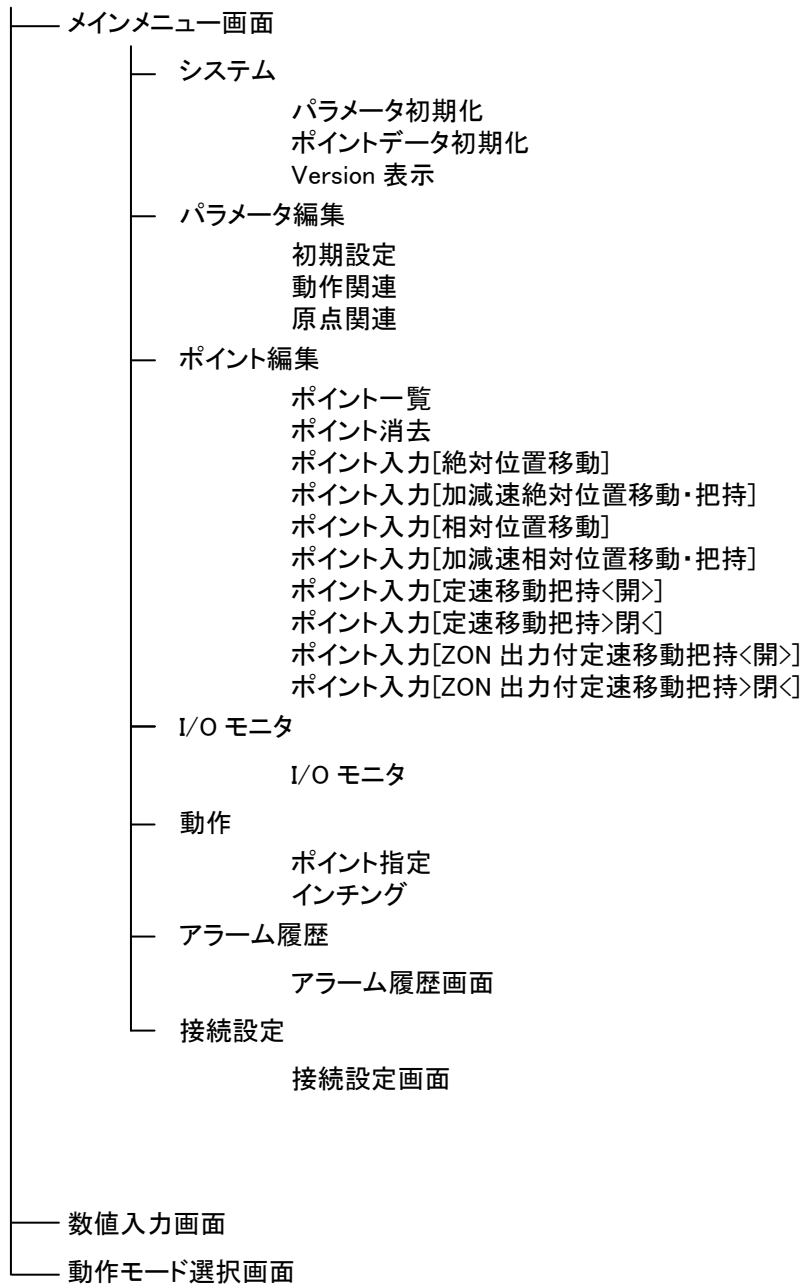 メインメニュー画面
システム
パラメータ初期化
ポイントデータ初期化
Version 表示
パラメータ編集
初期設定
動作関連
原点関連
ポイント編集
ポイント一覧
ポイント消去
ポイント入力[絶対位置移動]
ポイント入力[加減速絶対位置移動・把持]
ポイント入力[相対位置移動]
ポイント入力[加減速相対位置移動・把持]
ポイント入力[定速移動把持<開>]
ポイント入力[定速移動把持>閉<]
ポイント入力[ZON 出力付定速移動把持<開>]
ポイント入力[ZON 出力付定速移動把持>閉<]
I/O モニタ
I/O モニタ
動作
ポイント指定
インチング
アラーム履歴
アラーム履歴画面
接続設定
接続設定画面
数値入力画面
動作モード選択画面